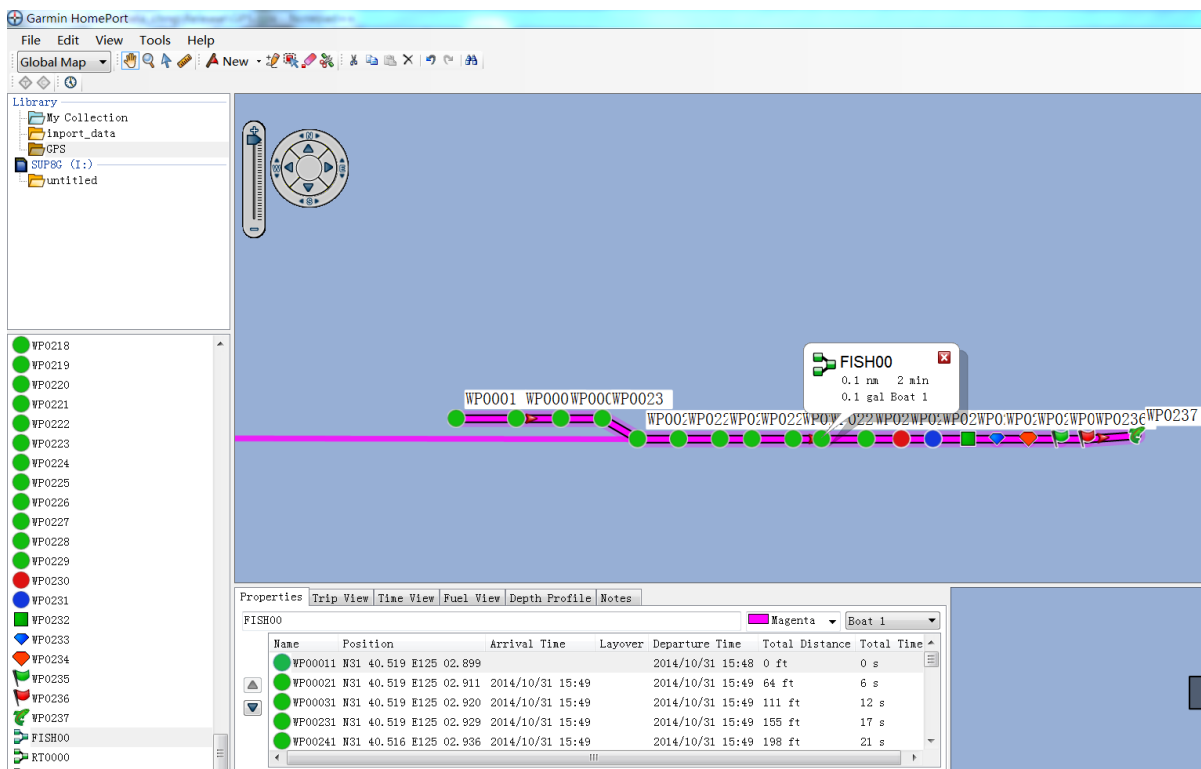 Garmin HomePort
File Edit View Tools Help
Global Map
New
Library
My Collection
import_data
GPS
SUP8G (I:)
untitled
WP0218
WP0219
WP0220
WP0221
WP0222
WP0223
WP0224
WP0225
WP0226
WP0227
WP0228
WP0229
WP0230
WP0231
WP0232
WP0233
WP0234
WP0235
WP0236
WP0237
FISH00
RT0000
FISH00
0.1 nm 2 min
0.1 gal Boat 1
WP0001 WP000 WP00 WP0023
WP0236 WP0237
Properties Trip View Time View Fuel View Depth Profile Notes
FISH00 Magenta Boat 1
Name Position Arrival Time Layover Departure Time Total Distance Total Time
WP00011 N31 40.519 E125 02.899 2014/10/31 15:48 0 ft 0 s
WP00021 N31 40.519 E125 02.911 2014/10/31 15:49 2014/10/31 15:49 64 ft 6 s
WP00031 N31 40.519 E125 02.920 2014/10/31 15:49 2014/10/31 15:49 111 ft 12 s
WP00231 N31 40.519 E125 02.929 2014/10/31 15:49 2014/10/31 15:49 155 ft 17 s
WP00241 N31 40.516 E125 02.936 2014/10/31 15:49 2014/10/31 15:49 198 ft 21 s